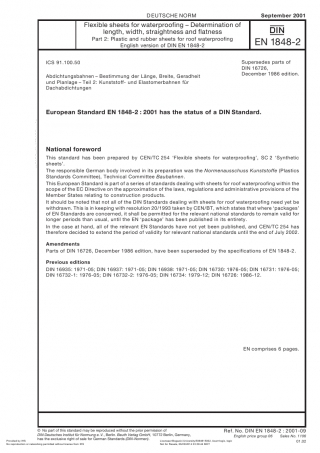 DEUTSCHE NORM
September 2001
Flexible sheets for waterproofing – Determination of
length, width, straightness and flatness
Part 2: Plastic and rubber sheets for roof waterproofing
English version of DIN EN 1848-2
DIN
EN 1848-2
ICS 91.100.50
Supersedes parts of
DIN 16726,
December 1986 edition.
Abdichtungsbahnen – Bestimmung der Länge, Breite, Geradheit
und Planlage – Teil 2: Kunststoff- und Elastomerbahnen für
Dachabdichtungen
European Standard EN 1848-2 : 2001 has the status of a DIN Standard.
National foreword
This standard has been prepared by CEN/TC 254 ‘Flexible sheets for waterproofing’, SC 2 ‘Synthetic
sheets’.
The responsible German body involved in its preparation was the Normenausschuss Kunststoffe (Plastics
Standards Committee), Technical Committee Baubahnen.
This European Standard is part of a series of standards dealing with sheets for roof waterproofing within the
scope of the EC Directive on the approximation of the laws, regulations and administrative provisions of the
Member States relating to construction products.
It should be noted that not all of the DIN Standards dealing with sheets for roof waterproofing need yet be
withdrawn. This is in keeping with resolution 20/1993 taken by CEN/BT, which states that where ‘packages’
of EN Standards are concerned, it shall be permitted for the relevant national standards to remain valid for
longer periods than usual, until the EN ‘package’ has been published in its entirety.
In the case at hand, all of the relevant EN Standards have not yet been published, and CEN/TC 254 has
therefore decided to extend the period of validity for relevant national standards until the end of July 2002.
Amendments
Parts of DIN 16726, December 1986 edition, have been superseded by the specifications of EN 1848-2.
Previous editions
DIN 16935: 1971-05; DIN 16937: 1971-05; DIN 16938: 1971-05; DIN 16730: 1976-05; DIN 16731: 1976-05;
DIN 16732-1: 1976-05; DIN 16732-2: 1976-05; DIN 16734: 1979-12; DIN 16726: 1986-12.
EN comprises 6 pages.
© No part of this standard may be reproduced without the prior permission of
DIN Deutsches Institut für Normung e. V., Berlin. Beuth Verlag GmbH, 10772 Berlin, Germany,
has the exclusive right of sale for German Standards (DIN-Normen).
Ref. No. DIN EN 1848-2 : 2001-09
English price group 06 Sales No. 1106